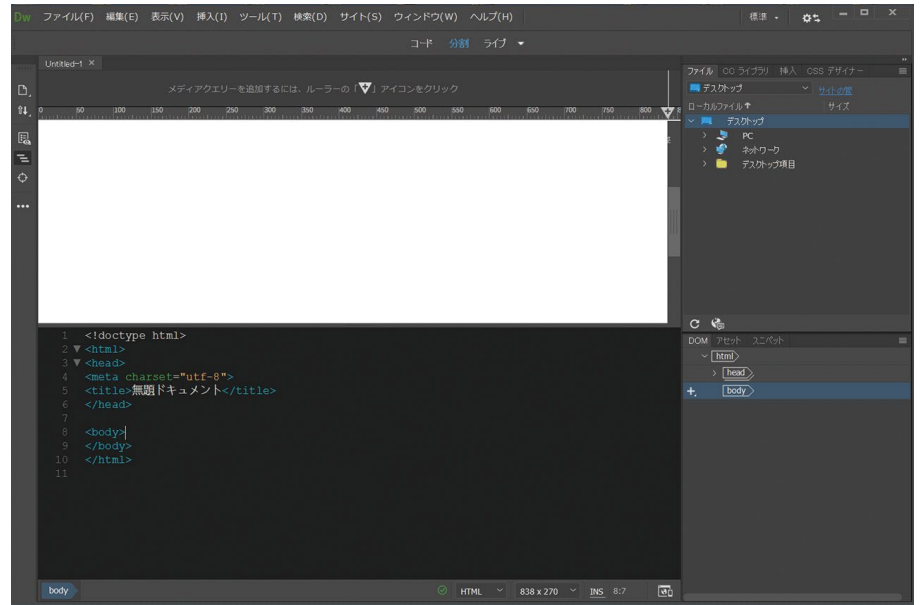 Dw ファイル(F) 編集(E) 表示(V) 挿入(I) ツール(T) 検索(D) サイト(S) ウィンドウ(W) ヘルプ(H) 標準
コード 分割 ライブ
Untitled-1 ×
メディアクエリーを追加するには、ルーラーの「 」アイコンをクリック
0 50 100 150 200 250 300 350 400 450 500 550 600 650 700 750 800
1 <!doctype html>
2 <html>
3 <head>
4 <meta charset="utf-8">
5 <title>無題ドキュメント</title>
6 </head>
7
8 <body>
9 </body>
10 </html>
11
body HTML 838 x 270 INS 8:7
ファイル CC ライブラリ 挿入 CSS デザイナー
デスクトップ サイトの管
ローカルファイル サイズ
デスクトップ
PC
ネットワーク
デスクトップ項目
DOM アセット スニペット
html
head
body